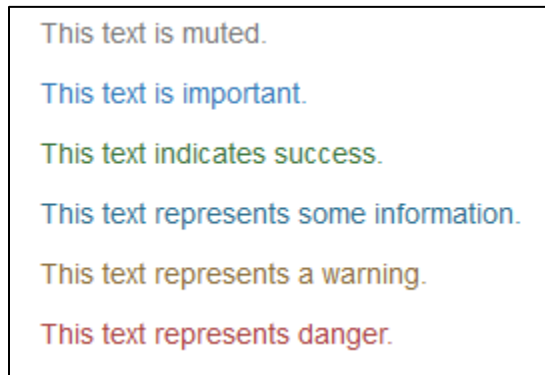 This text is muted.
This text is important.
This text indicates success.
This text represents some information.
This text represents a warning.
This text represents danger.